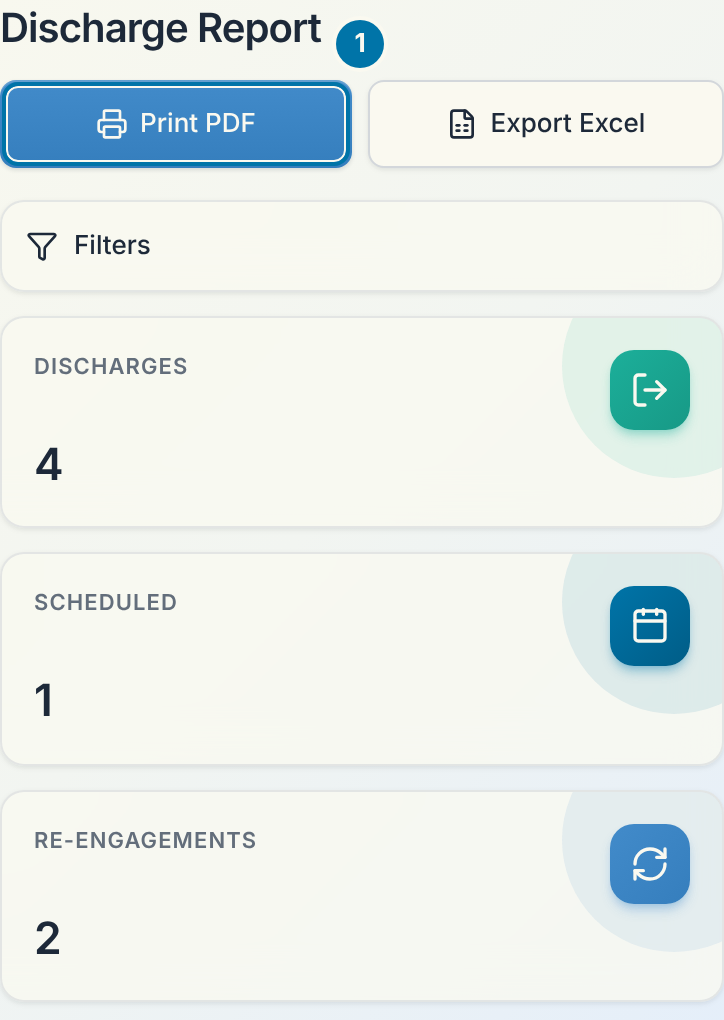 Discharge Report 1
Print PDF
Export Excel
Filters
DISCHARGES
4
SCHEDULED
1
RE-ENGAGEMENTS
2